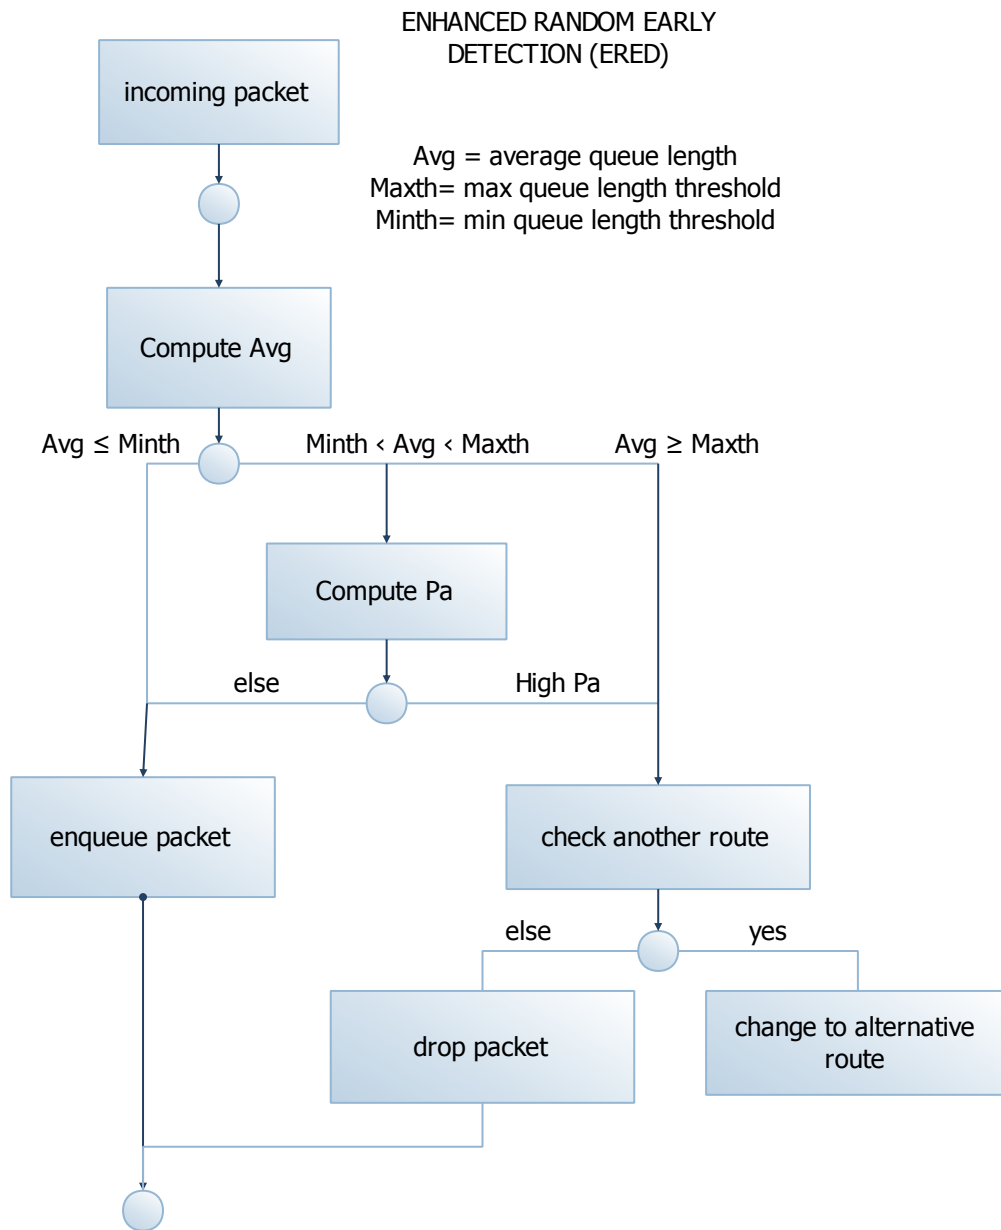 ENHANCED RANDOM EARLY
DETECTION (ERED)
incoming packet
Avg = average queue length
Maxth= max queue length threshold
Minth= min queue length threshold
Compute Avg
Avg ≤ Minth
Minth ‹ Avg ‹ Maxth
Avg ≥ Maxth
Compute Pa
else
High Pa
enqueue packet
check another route
else
yes
drop packet
change to alternative
route